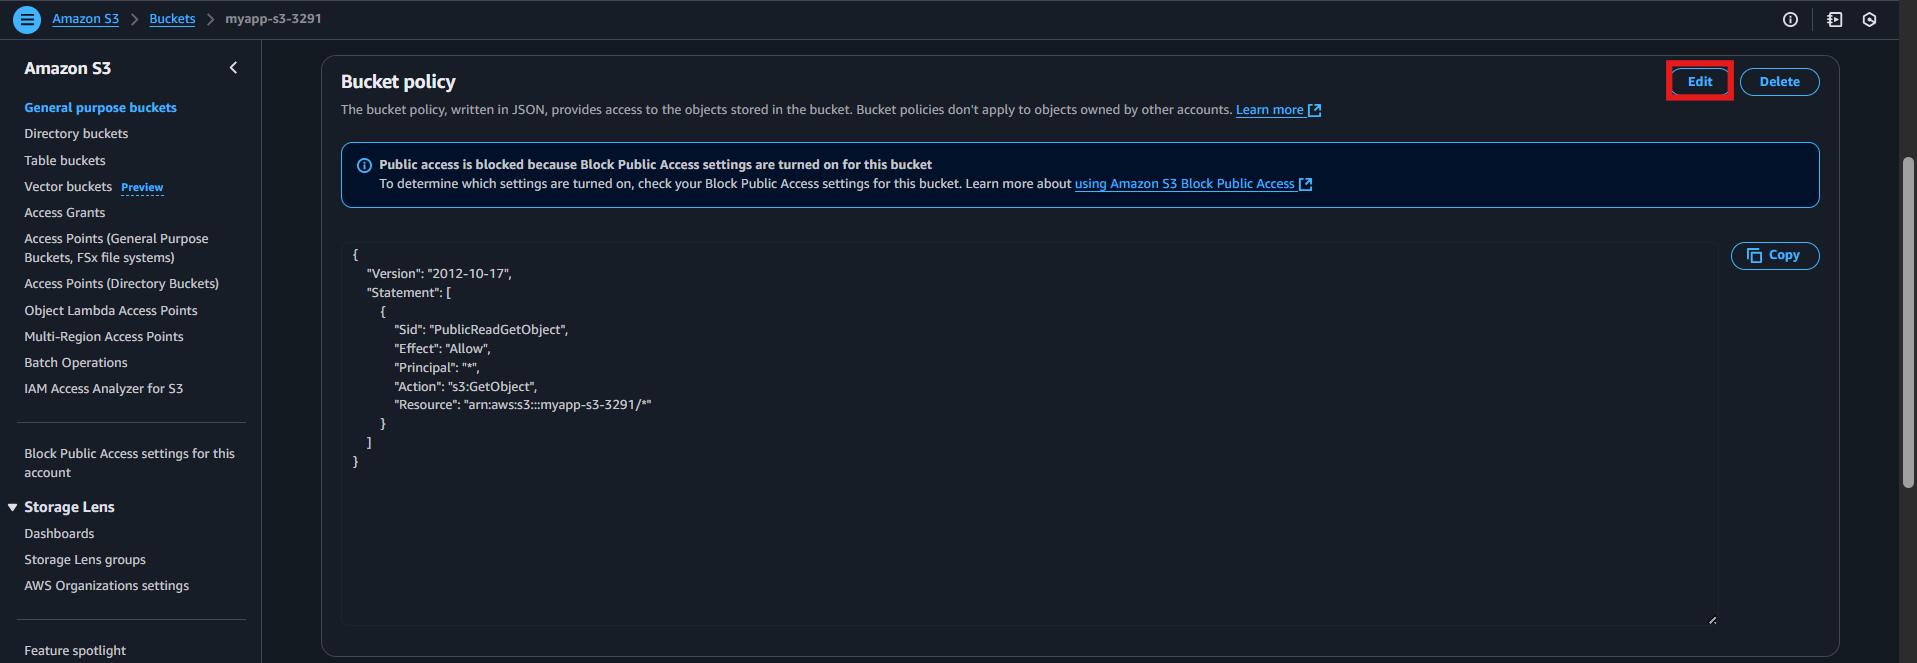 Amazon S3 > Buckets > myapp-s3-3291
Amazon S3
General purpose buckets
Directory buckets
Table buckets
Vector buckets Preview
Access Grants
Access Points (General Purpose
Buckets, FSx file systems)
Access Points (Directory Buckets)
Object Lambda Access Points
Multi-Region Access Points
Batch Operations
IAM Access Analyzer for S3
Block Public Access settings for this
account
Storage Lens
Dashboards
Storage Lens groups
AWS Organizations settings
Feature spotlight
Bucket policy
Edit
Delete
The bucket policy, written in JSON, provides access to the objects stored in the bucket. Bucket policies don't apply to objects owned by other accounts. Learn more
Public access is blocked because Block Public Access settings are turned on for this bucket
To determine which settings are turned on, check your Block Public Access settings for this bucket. Learn more about using Amazon S3 Block Public Access
Copy
{
"Version": "2012-10-17",
"Statement": [
{
"Sid": "PublicReadGetObject",
"Effect": "Allow",
"Principal": "*",
"Action": "s3:GetObject",
"Resource": "arn:aws:s3:::myapp-s3-3291/*"
}
]
}